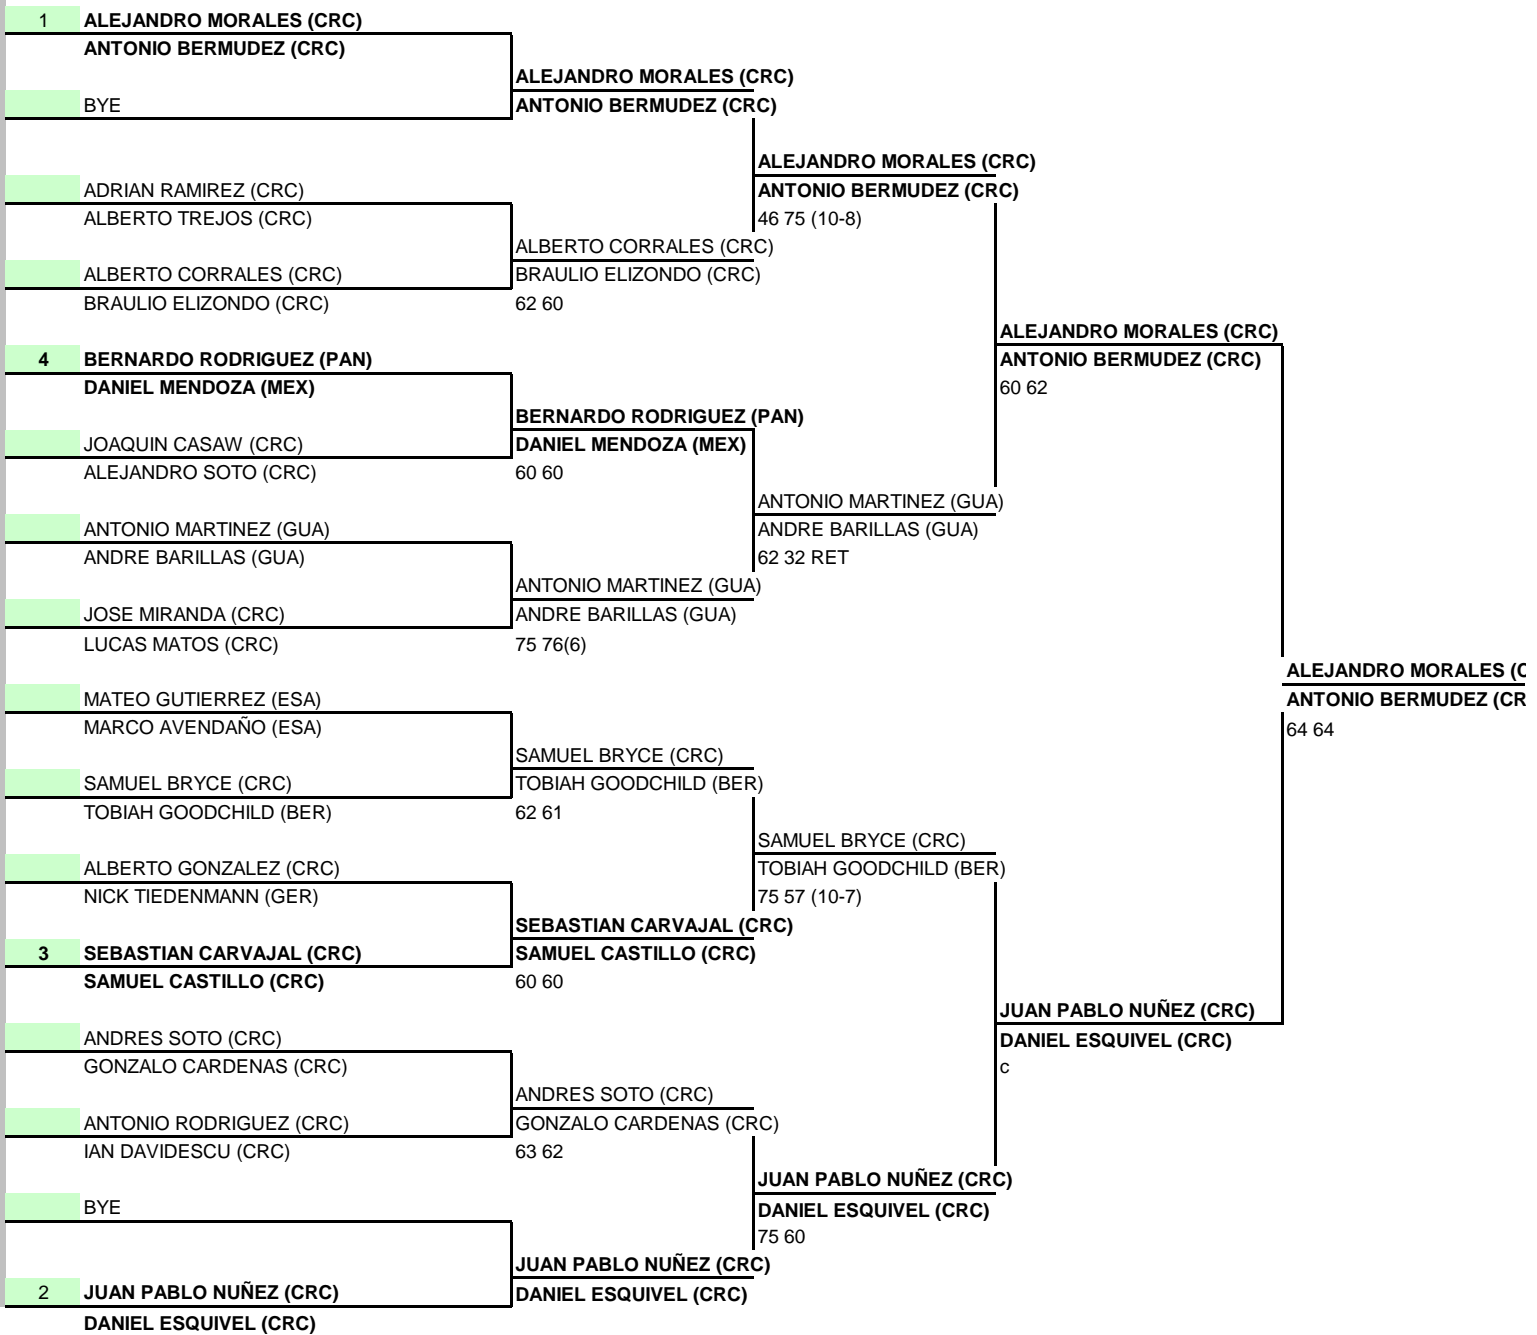 1 ALEJANDRO MORALES (CRC)
ANTONIO BERMUDEZ (CRC)
ALEJANDRO MORALES (CRC)
BYE ANTONIO BERMUDEZ (CRC)
ALEJANDRO MORALES (CRC)
ADRIAN RAMIREZ (CRC) ANTONIO BERMUDEZ (CRC)
ALBERTO TREJOS (CRC) 46 75 (10-8)
ALBERTO CORRALES (CRC)
ALBERTO CORRALES (CRC) BRAULIO ELIZONDO (CRC)
BRAULIO ELIZONDO (CRC) 62 60
ALEJANDRO MORALES (CRC)
4 BERNARDO RODRIGUEZ (PAN) ANTONIO BERMUDEZ (CRC)
DANIEL MENDOZA (MEX) 60 62
BERNARDO RODRIGUEZ (PAN)
JOAQUIN CASAW (CRC) DANIEL MENDOZA (MEX)
ALEJANDRO SOTO (CRC) 60 60
ANTONIO MARTINEZ (GUA)
ANTONIO MARTINEZ (GUA) ANDRE BARILLAS (GUA)
ANDRE BARILLAS (GUA) 62 32 RET
ANTONIO MARTINEZ (GUA)
JOSE MIRANDA (CRC) ANDRE BARILLAS (GUA)
LUCAS MATOS (CRC) 75 76(6)
ALEJANDRO MORALES (C
MATEO GUTIERREZ (ESA) ANTONIO BERMUDEZ (CR
MARCO AVENDAÑO (ESA) 64 64
SAMUEL BRYCE (CRC)
SAMUEL BRYCE (CRC) TOBIAH GOODCHILD (BER)
TOBIAH GOODCHILD (BER) 62 61
SAMUEL BRYCE (CRC)
ALBERTO GONZALEZ (CRC) TOBIAH GOODCHILD (BER)
NICK TIEDENMANN (GER) 75 57 (10-7)
SEBASTIAN CARVAJAL (CRC)
3 SEBASTIAN CARVAJAL (CRC) SAMUEL CASTILLO (CRC)
SAMUEL CASTILLO (CRC) 60 60
JUAN PABLO NUÑEZ (CRC)
ANDRES SOTO (CRC) DANIEL ESQUIVEL (CRC)
GONZALO CARDENAS (CRC) c
ANDRES SOTO (CRC)
ANTONIO RODRIGUEZ (CRC) GONZALO CARDENAS (CRC)
IAN DAVIDESCU (CRC) 63 62
JUAN PABLO NUÑEZ (CRC)
BYE DANIEL ESQUIVEL (CRC)
75 60
JUAN PABLO NUÑEZ (CRC)
2 JUAN PABLO NUÑEZ (CRC) DANIEL ESQUIVEL (CRC)
DANIEL ESQUIVEL (CRC)